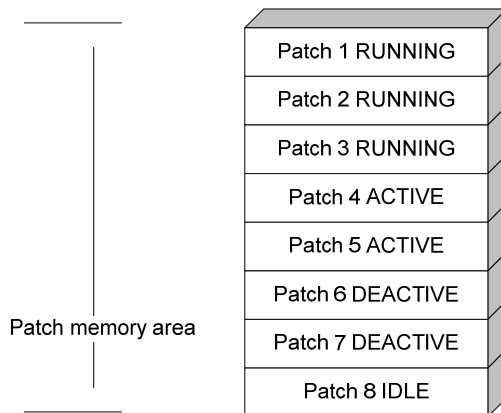 Patch 1 RUNNING
Patch 2 RUNNING
Patch 3 RUNNING
Patch 4 ACTIVE
Patch 5 ACTIVE
Patch 6 DEACTIVE
Patch memory area
Patch 7 DEACTIVE
Patch 8 IDLE